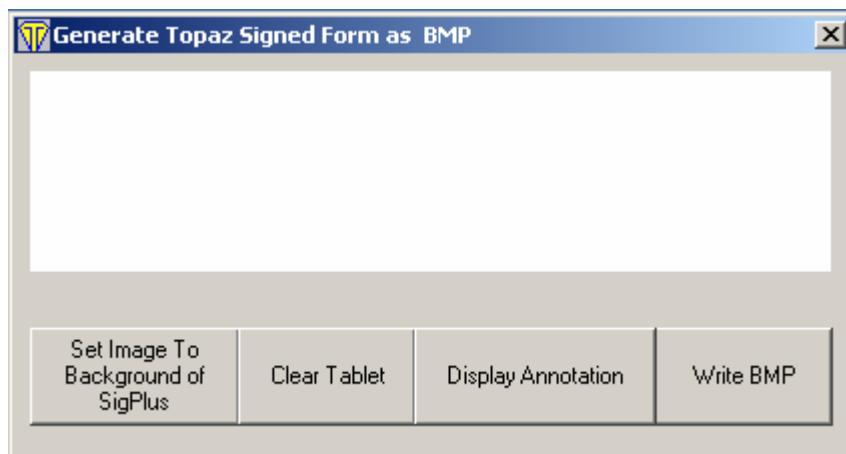 Generate Topaz Signed Form as BMP
Set Image To
Background of
SigPlus
Clear Tablet
Display Annotation
Write BMP